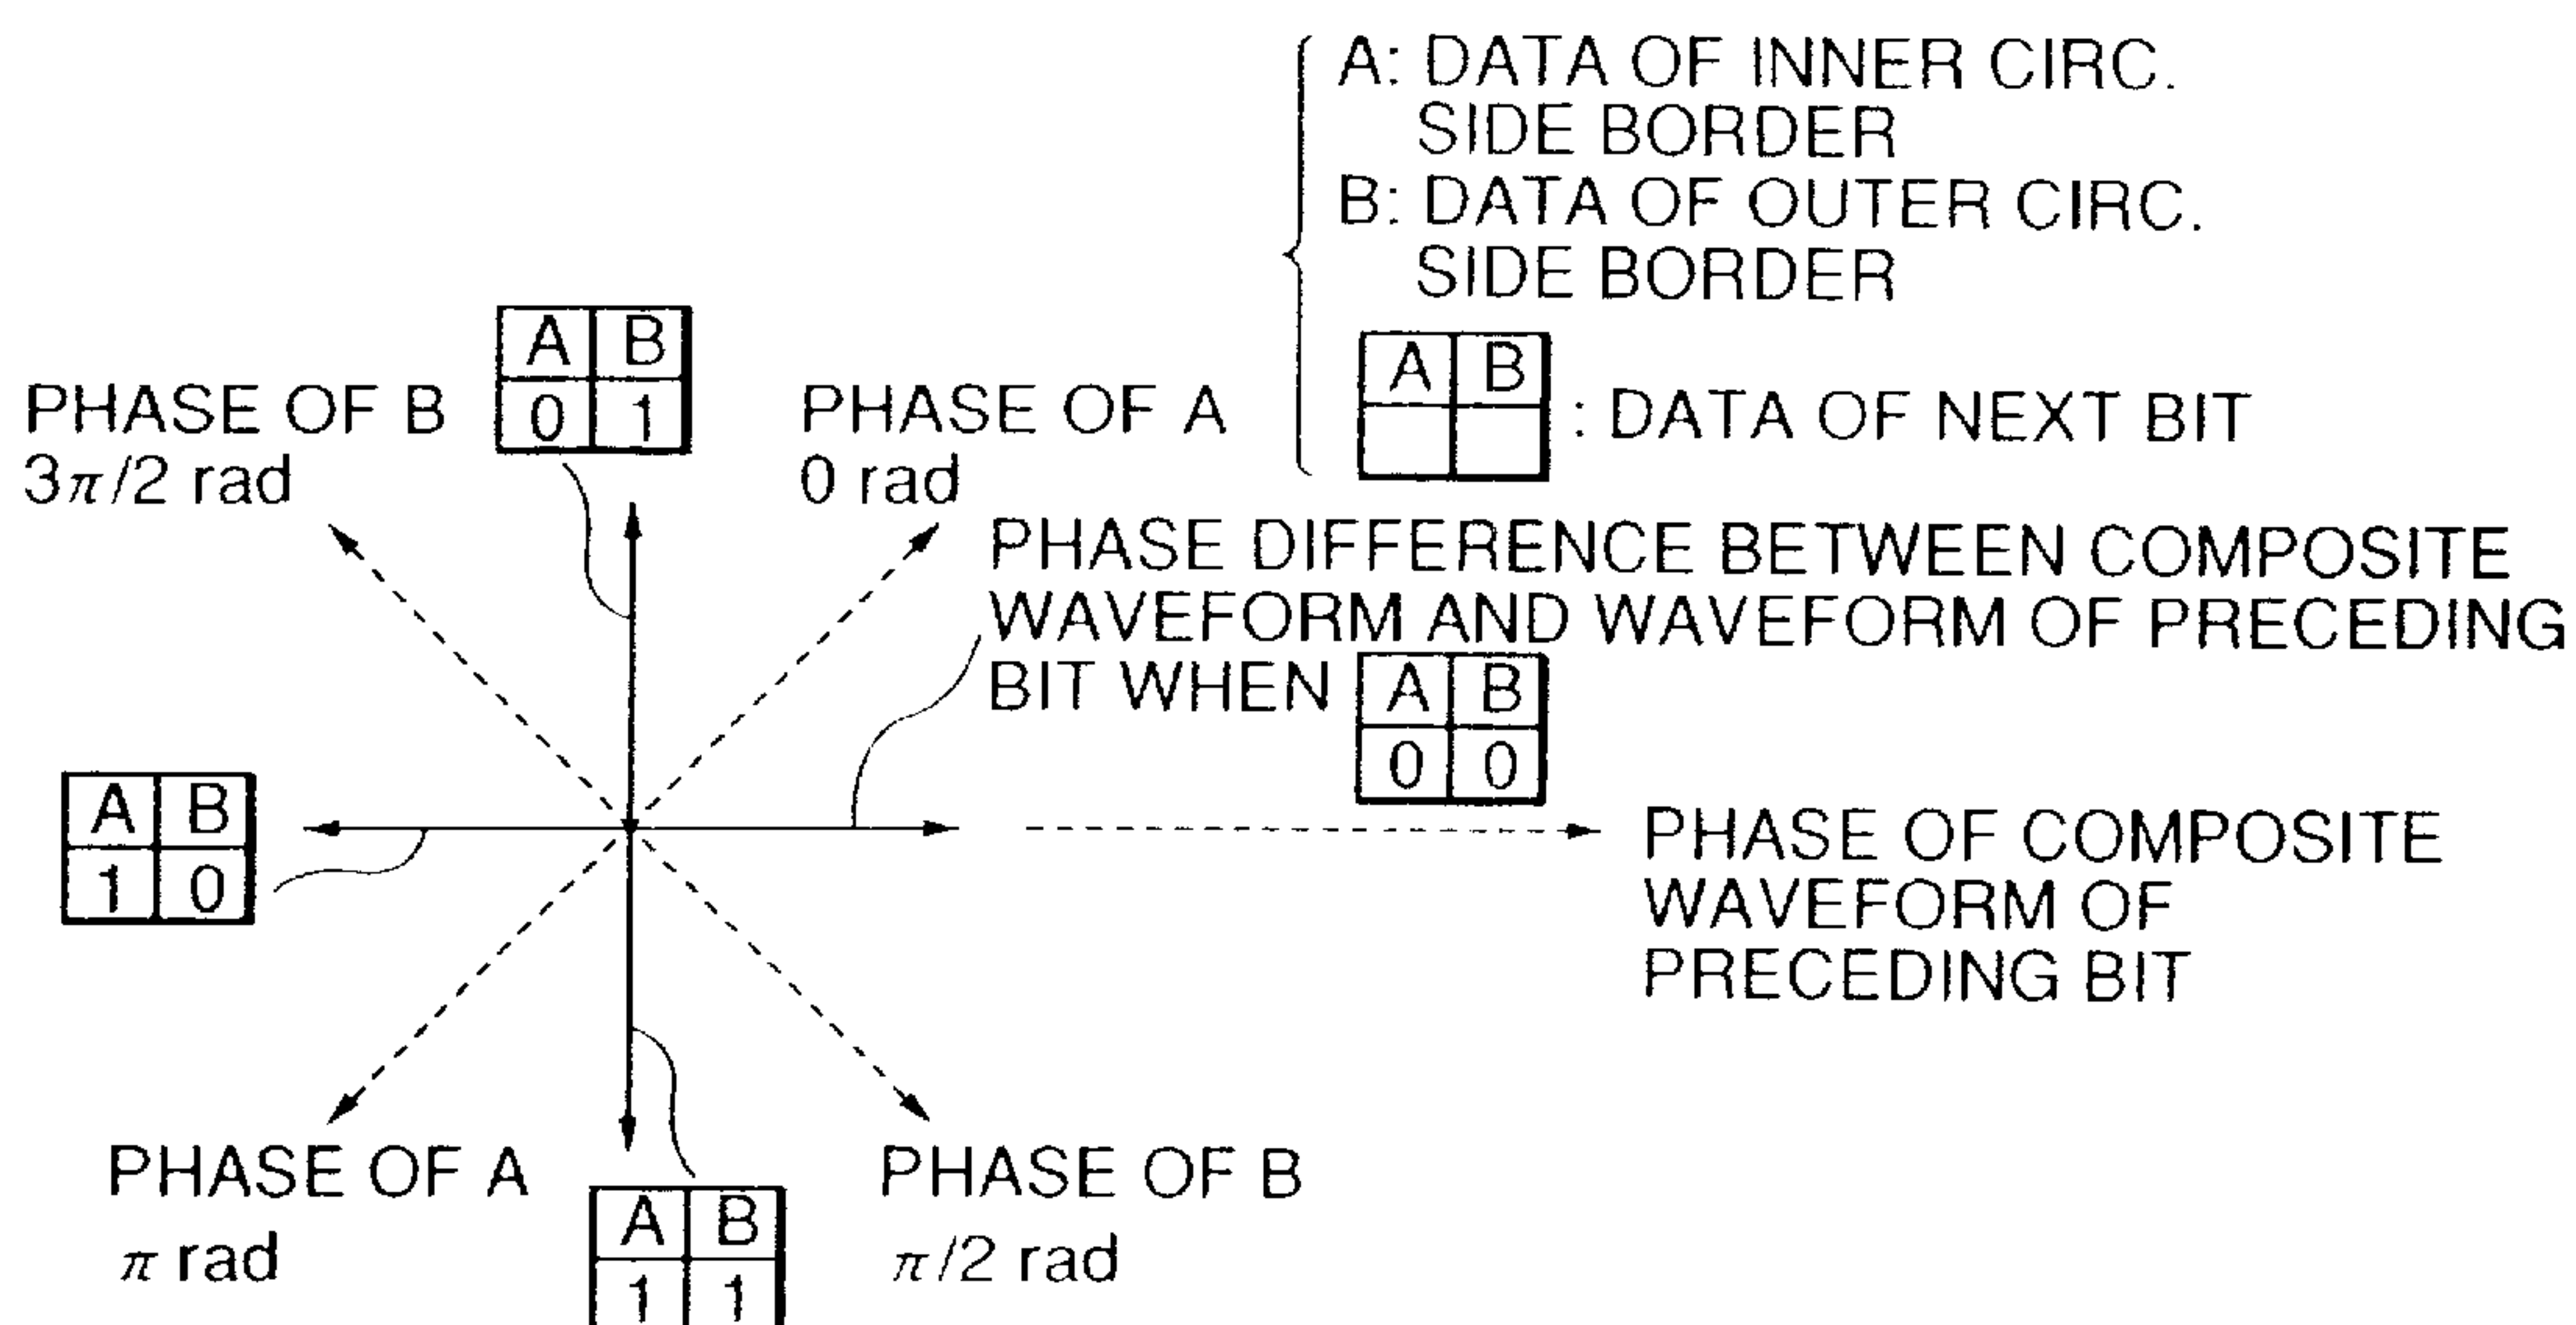 A: DATA OF INNER CIRC.
SIDE BORDER
B: DATA OF OUTER CIRC.
SIDE BORDER
A B
: DATA OF NEXT BIT
A B
0 1
PHASE OF B
3π/2 rad
PHASE OF A
0 rad
PHASE DIFFERENCE BETWEEN COMPOSITE
WAVEFORM AND WAVEFORM OF PRECEDING
BIT WHEN
A B
0 0
A B
1 0
PHASE OF COMPOSITE
WAVEFORM OF
PRECEDING BIT
PHASE OF A
π rad
A B
1 1
PHASE OF B
π/2 rad